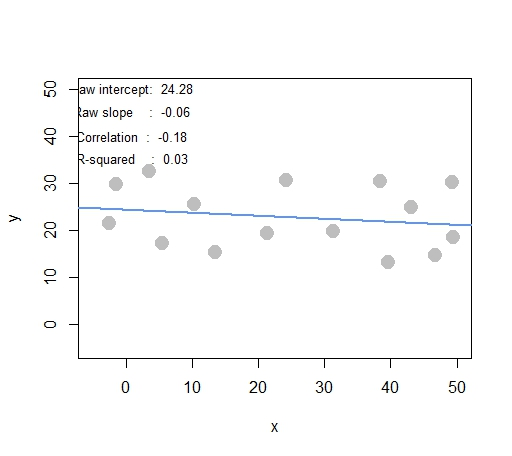 aw intercept: 24.28
Raw slope : -0.06
Correlation : -0.18
R-squared : 0.03
50
40
30
20
10
0
y
0 10 20 30 40 50
x